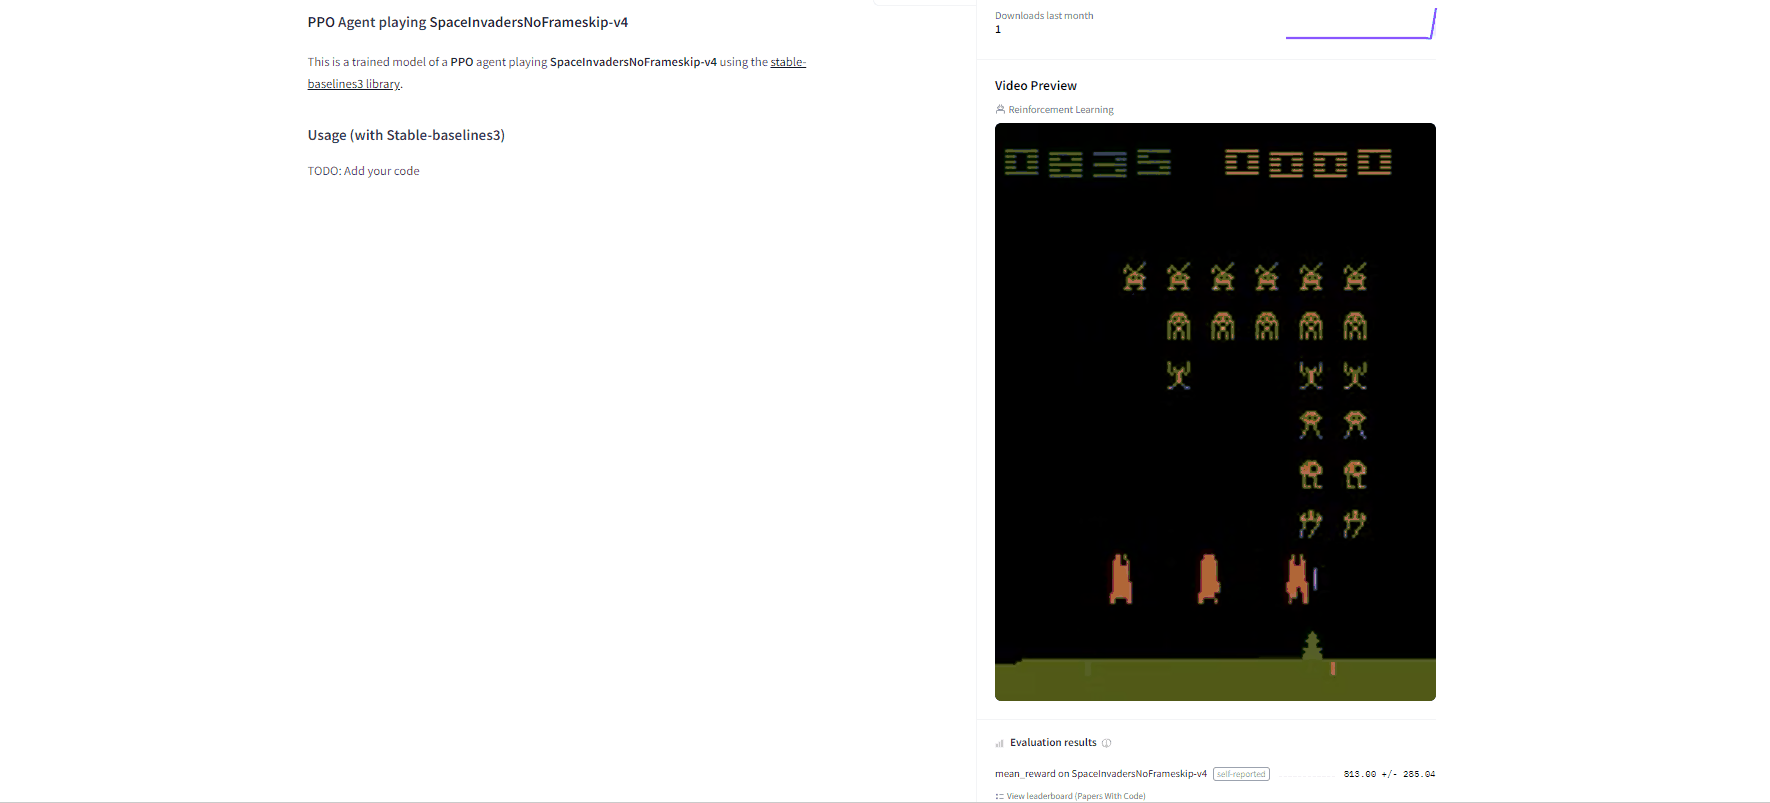 PPO Agent playing SpaceInvadersNoFrameskip-v4
This is a trained model of a PPO agent playing SpaceInvadersNoFrameskip-v4 using the stable-
baselines3 library.
Usage (with Stable-baselines3)
TODO: Add your code
Downloads last month
1
Video Preview
Reinforcement Learning
0835 0000
Evaluation results
mean_reward on SpaceInvadersNoFrameskip-v4 self-reported 813.00 +/- 285.04
View leaderboard (Papers With Code)